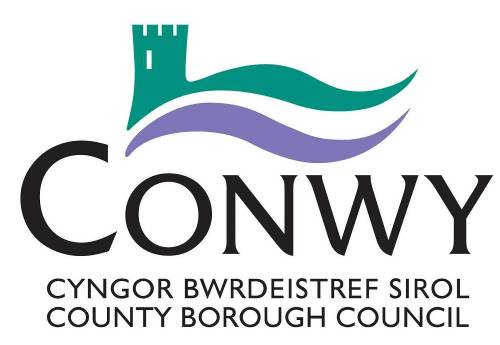 CONWY
CYNGOR BWRDEISTREF SIROL
COUNTY BOROUGH COUNCIL